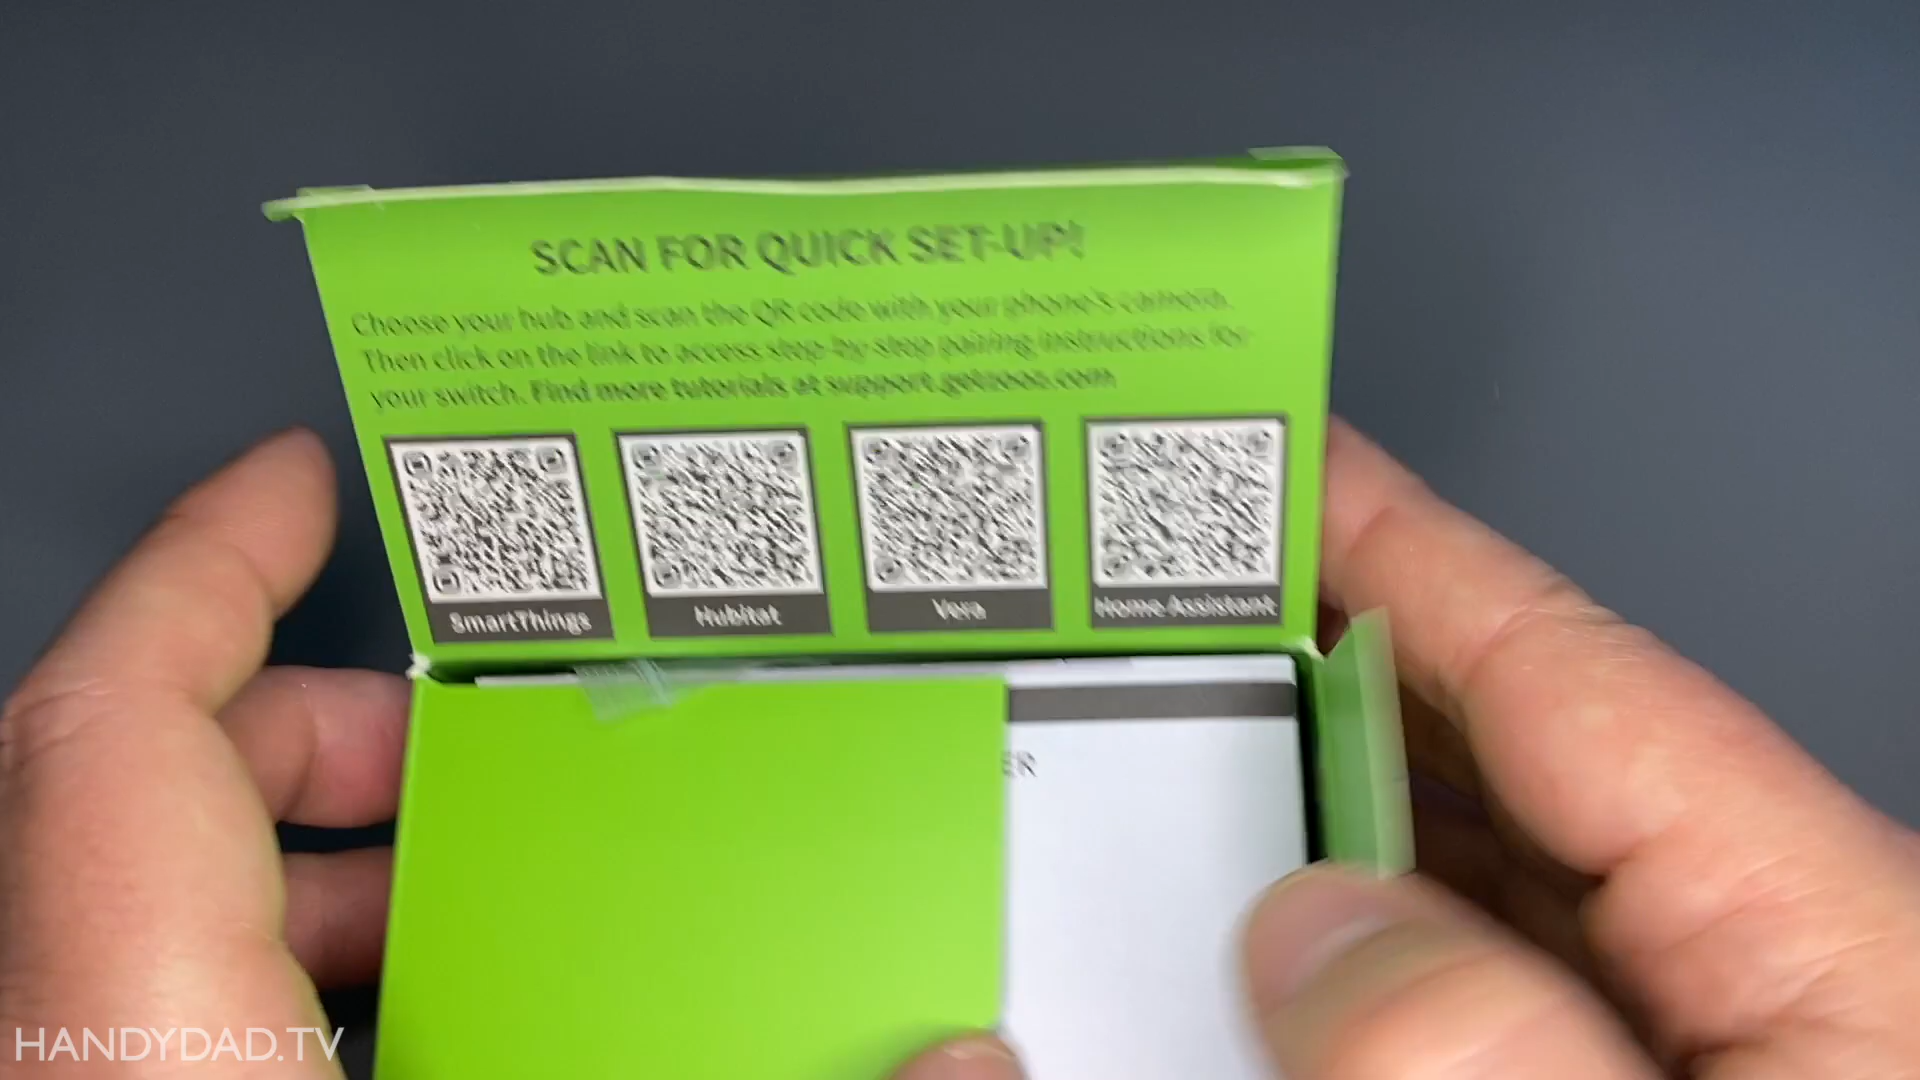 SCAN FOR QUICK SET-UP!
Choose your hub and scan the QR code with your phone's camera.
Then click on the link to access step-by-step pairing instructions for
your switch. Find more tutorials at support.getzooz.com
SmartThings
Hubitat
Vera
Home Assistant
ER
HANDYDAD.TV